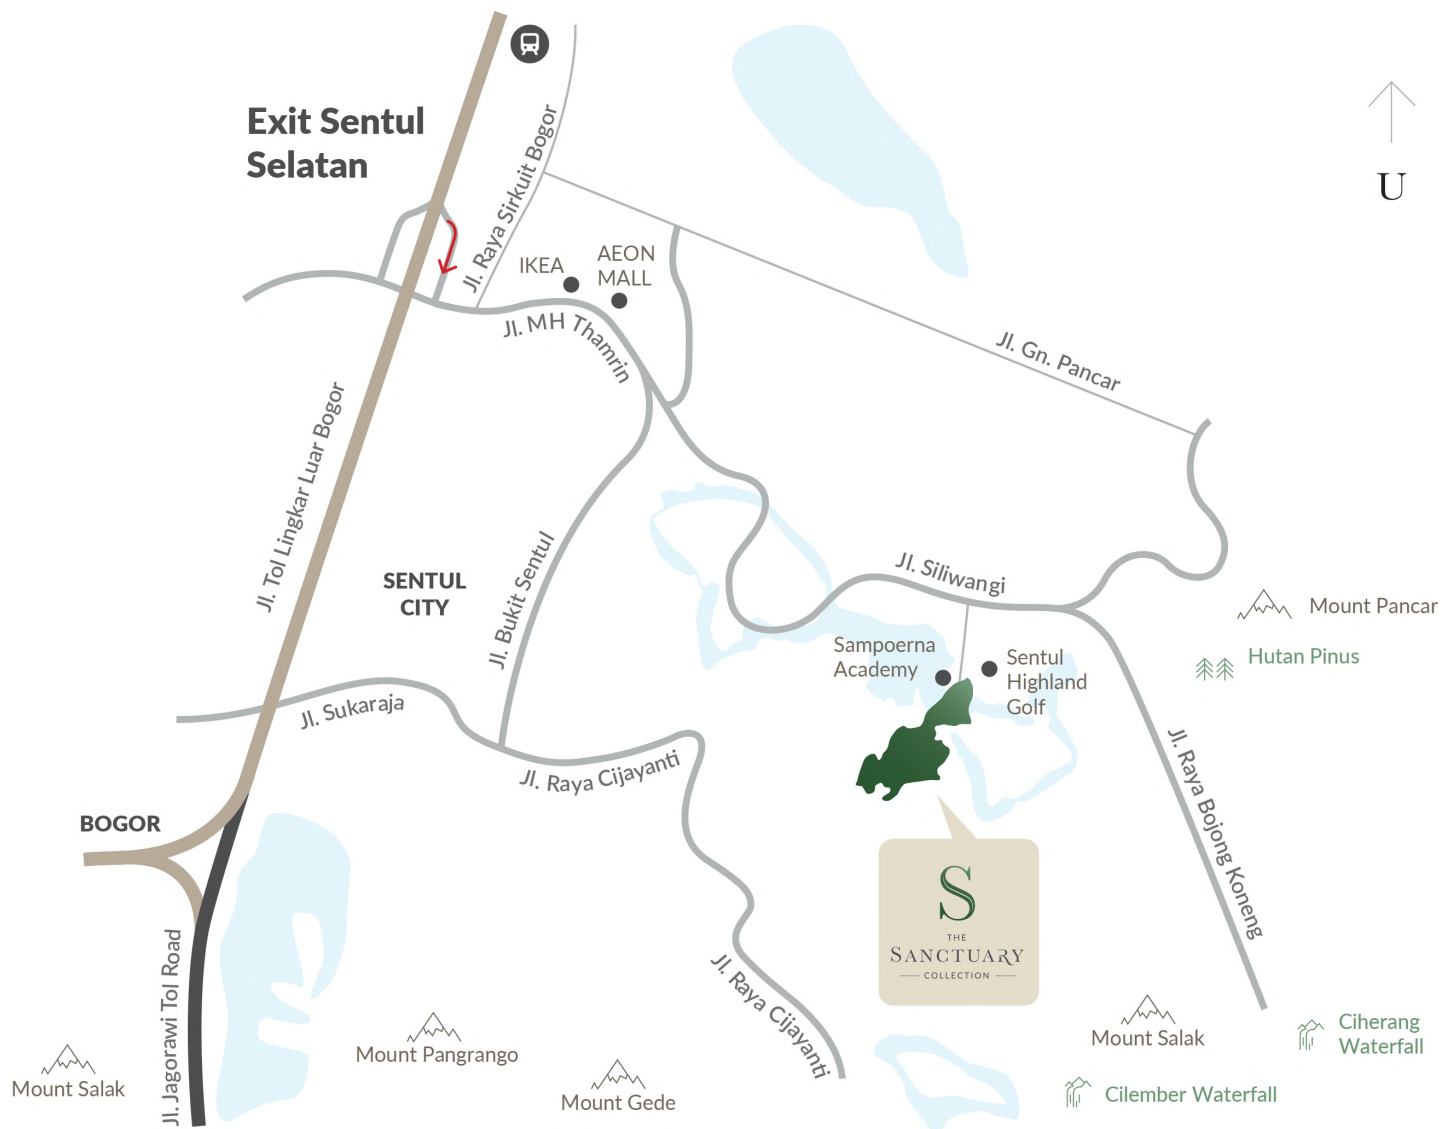 Exit Sentul
Selatan
U
Jl. Raya Sirkuit Bogor
IKEA
AEON
MALL
Jl. MH Thamrin
Jl. Gn. Pancar
Jl. Tol Lingkar Luar Bogor
SENTUL
CITY
Jl. Bukit Sentul
Jl. Siliwangi
Mount Pancar
Hutan Pinus
Sampoerna
Academy
Sentul
Highland
Golf
Jl. Sukaraja
Jl. Raya Cijayanti
Jl. Raya Bojong Koneng
BOGOR
S
THE
SANCTUARY
COLLECTION
Jl. Jagorawi Tol Road
Jl. Raya Cijayanti
Mount Salak
Mount Pangrango
Mount Gede
Mount Salak
Ciherang
Waterfall
Cilember Waterfall